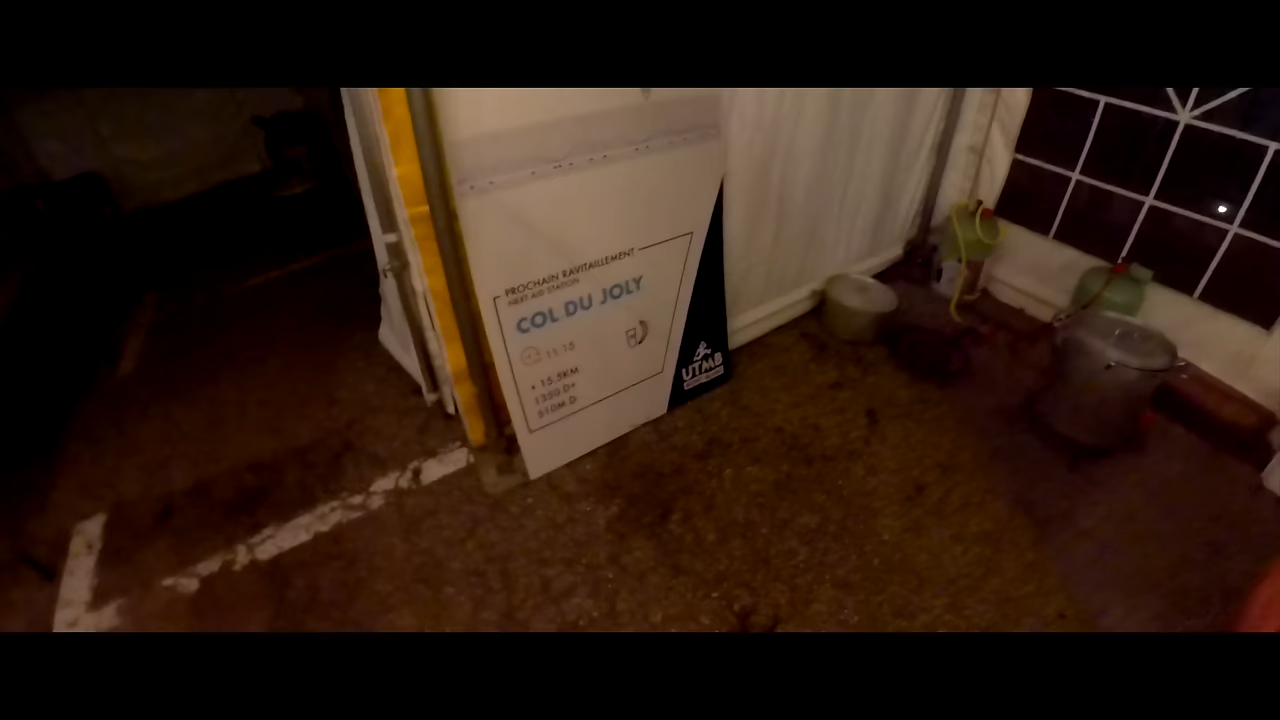 PROCHAIN RAVITAILLEMENT
NEXT AID STATION
COL DU JOLY
11:15
+ 15,5KM
1350 D+
510M D-
UTMB